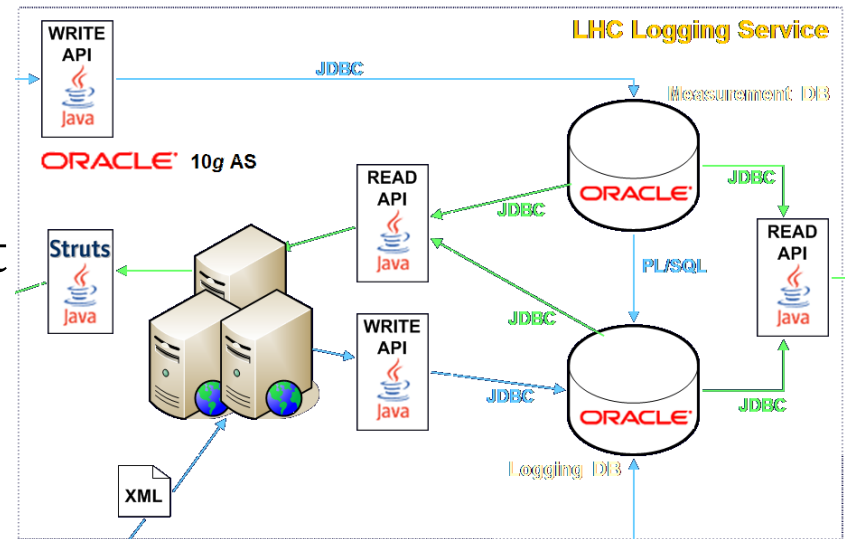 LHC Logging Service
WRITE
API
Java
JDBC
Measurement DB
ORACLE 10g AS
ORACLE
READ
API
Java
JDBC
JDBC
READ
API
Java
t
Struts
Java
PL/SQL
JDBC
WRITE
API
Java
JDBC
ORACLE
JDBC
Logging DB
XML